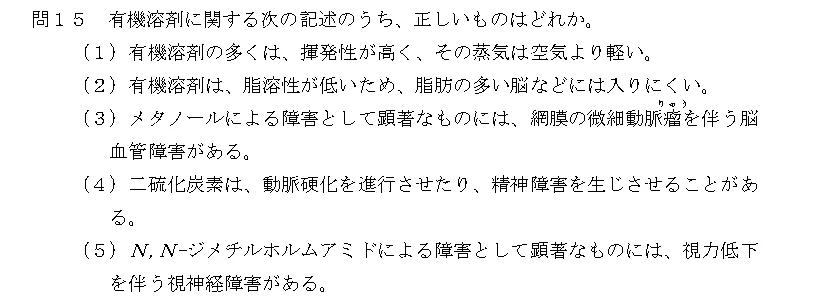 問１５　有機溶剤に関する次の記述のうち、正しいものはどれか。
（１）有機溶剤の多くは、揮発性が高く、その蒸気は空気より軽い。
（２）有機溶剤は、脂溶性が低いため、脂肪の多い脳などには入りにくい。
りゅう
（３）メタノールによる障害として顕著なものには、網膜の微細動脈瘤を伴う脳
血管障害がある。
（４）二硫化炭素は、動脈硬化を進行させたり、精神障害を生じさせることがあ
る。
（５）N,N-ジメチルホルムアミドによる障害として顕著なものには、視力低下
を伴う視神経障害がある。